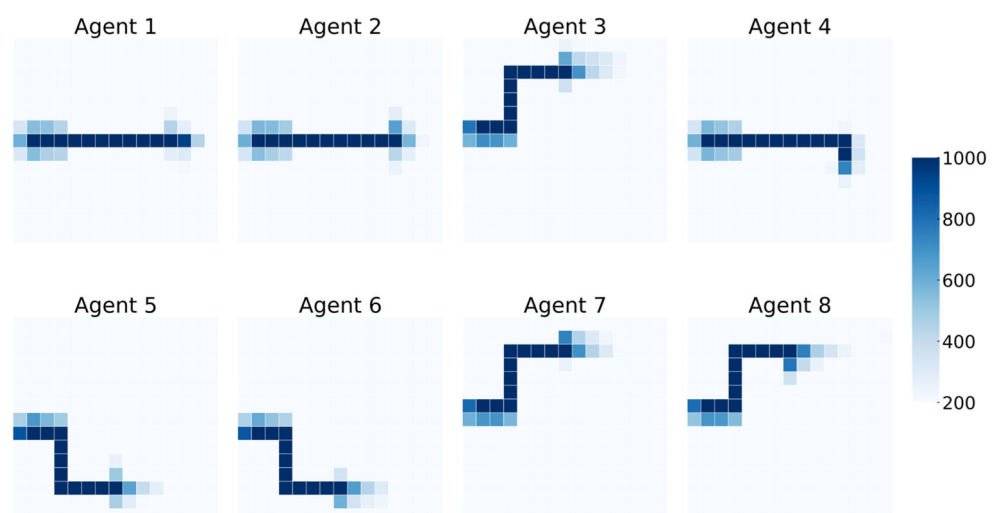 Agent 1
Agent 2
Agent 3
Agent 4
1000
800
600
400
200
Agent 5
Agent 6
Agent 7
Agent 8